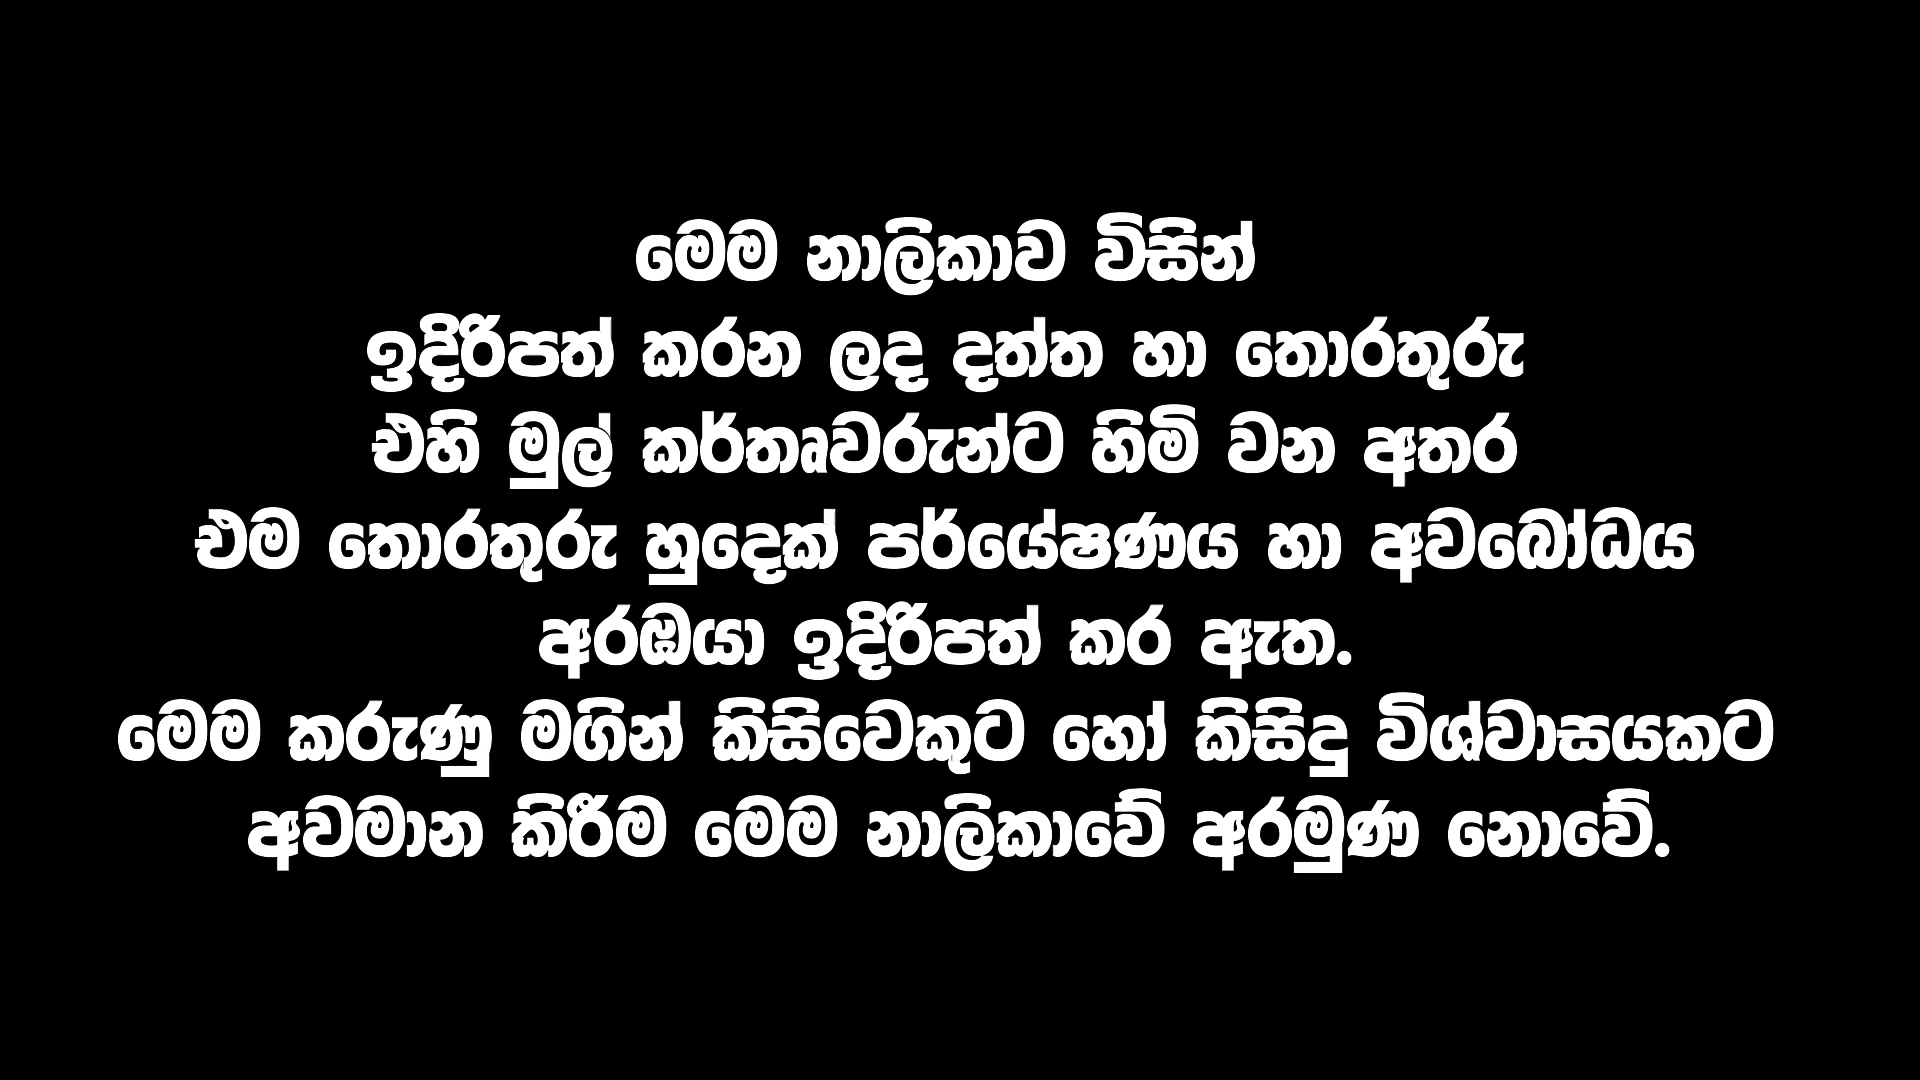 මෙම නාලිකාව විසින්
ඉදිරිපත් කරන ලද දත්ත හා තොරතුරු
එහි මුල් කර්තෘවරුන්ට හිමි වන අතර
එම තොරතුරු හුදෙක් පර්යේෂණය හා අවබෝධය
අරඹයා ඉදිරිපත් කර ඇත.
මෙම කරුණු මගින් කිසිවෙකුට හෝ කිසිදු විශ්වාසයකට
අවමාන කිරීම මෙම නාලිකාවේ අරමුණ නොවේ.